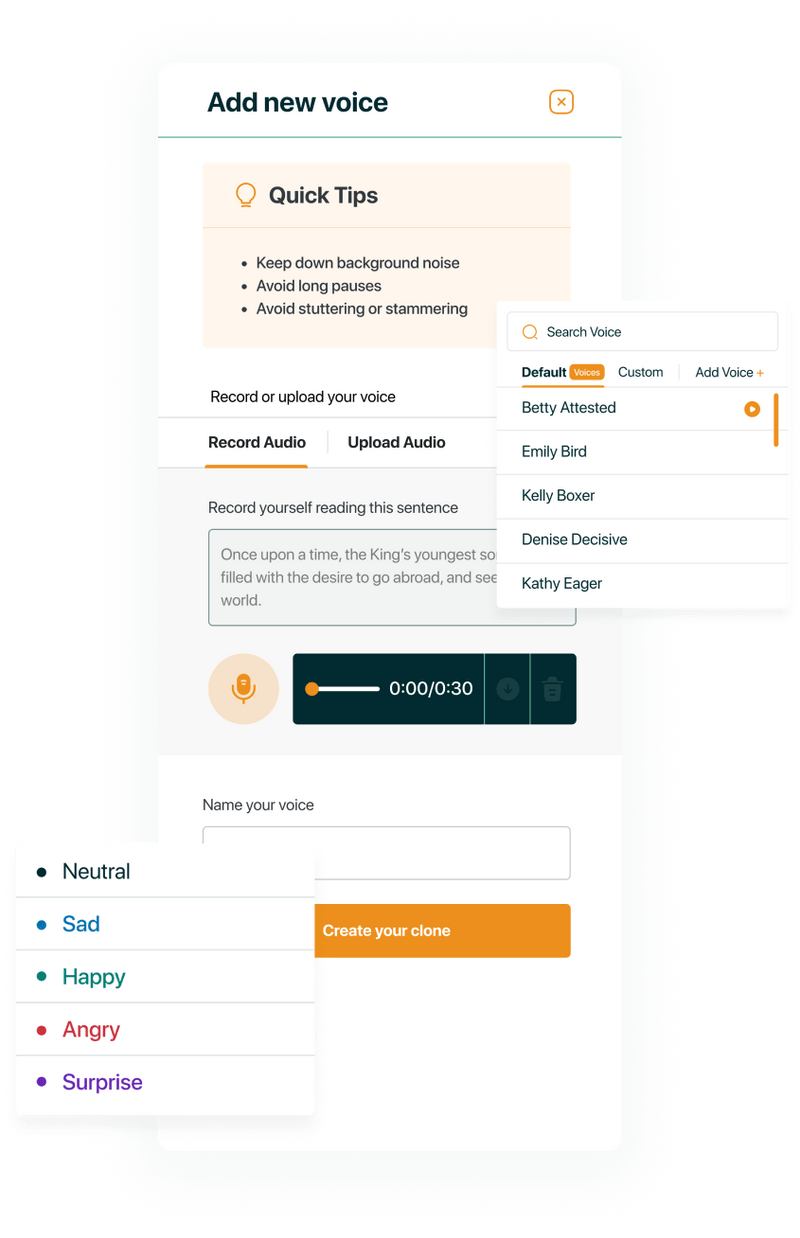 Add new voice
Quick Tips
• Keep down background noise
• Avoid long pauses
• Avoid stuttering or stammering
Record or upload your voice
Record Audio Upload Audio
Record yourself reading this sentence
Once upon a time, the King's youngest
filled with the desire to go abroad, and see
world.
0:00/0:30
Name your voice
Create your clone
Search Voice
Default Voices Custom Add Voice +
Betty Attested
Emily Bird
Kelly Boxer
Denise Decisive
Kathy Eager
Neutral
Sad
Happy
Angry
Surprise